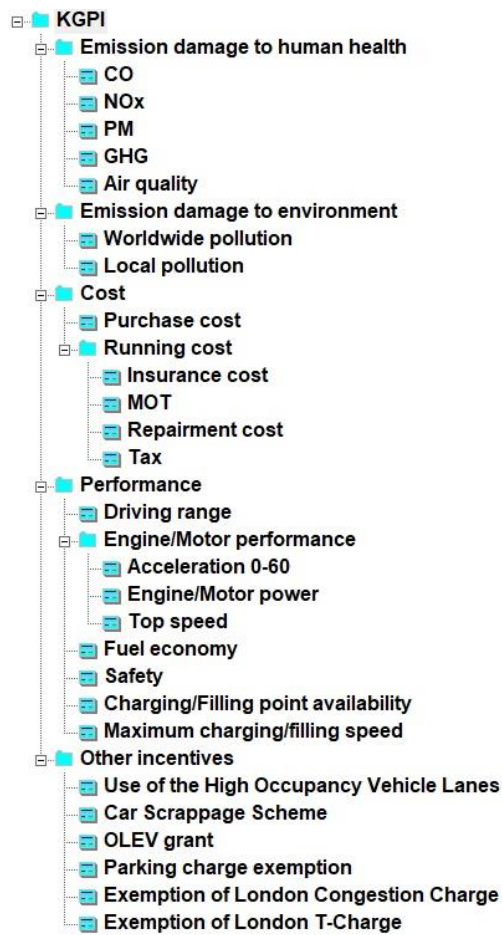 KGPI
Emission damage to human health
CO
NOx
PM
GHG
Air quality
Emission damage to environment
Worldwide pollution
Local pollution
Cost
Purchase cost
Running cost
Insurance cost
MOT
Repairment cost
Tax
Performance
Driving range
Engine/Motor performance
Acceleration 0-60
Engine/Motor power
Top speed
Fuel economy
Safety
Charging/Filling point availability
Maximum charging/filling speed
Other incentives
Use of the High Occupancy Vehicle Lanes
Car Scrappage Scheme
OLEV grant
Parking charge exemption
Exemption of London Congestion Charge
Exemption of London T-Charge